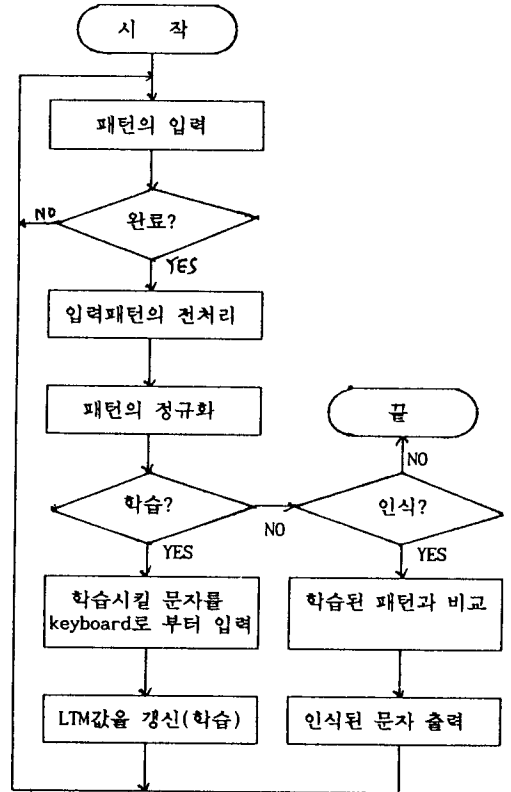 시 작
패턴의 입력
NO
완료?
YES
입력패턴의 전처리
패턴의 정규화
끝
NO
학습?
NO
인식?
YES
YES
학습시킬 문자를
keyboard로 부터 입력
학습된 패턴과 비교
LTM값을 갱신(학습)
인식된 문자 출력